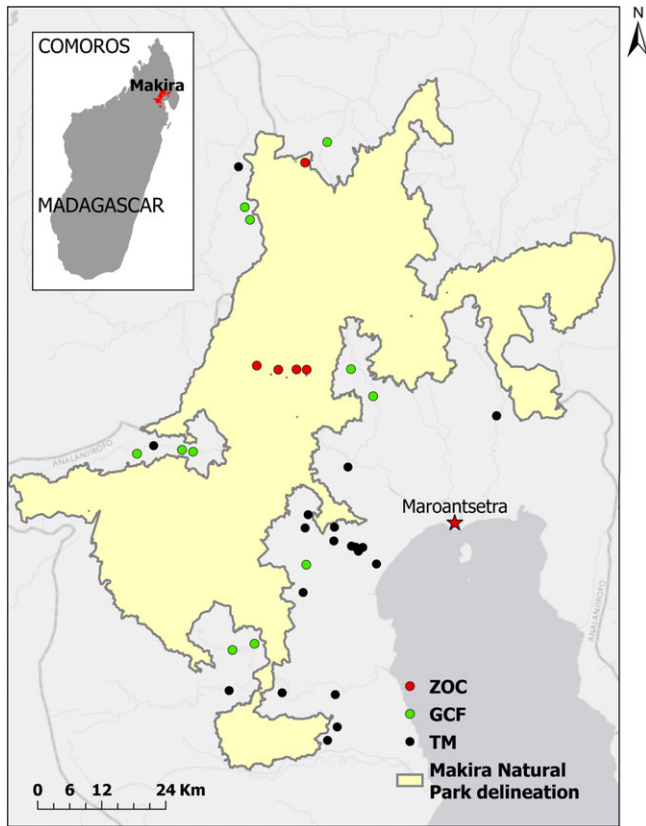 N
COMOROS
Makira
MADAGASCAR
ANALANJIROFO
Maroantsetra
ANALANJIROFO
ZOC
GCF
TM
Makira Natural
Park delineation
0 6 12 24 Km